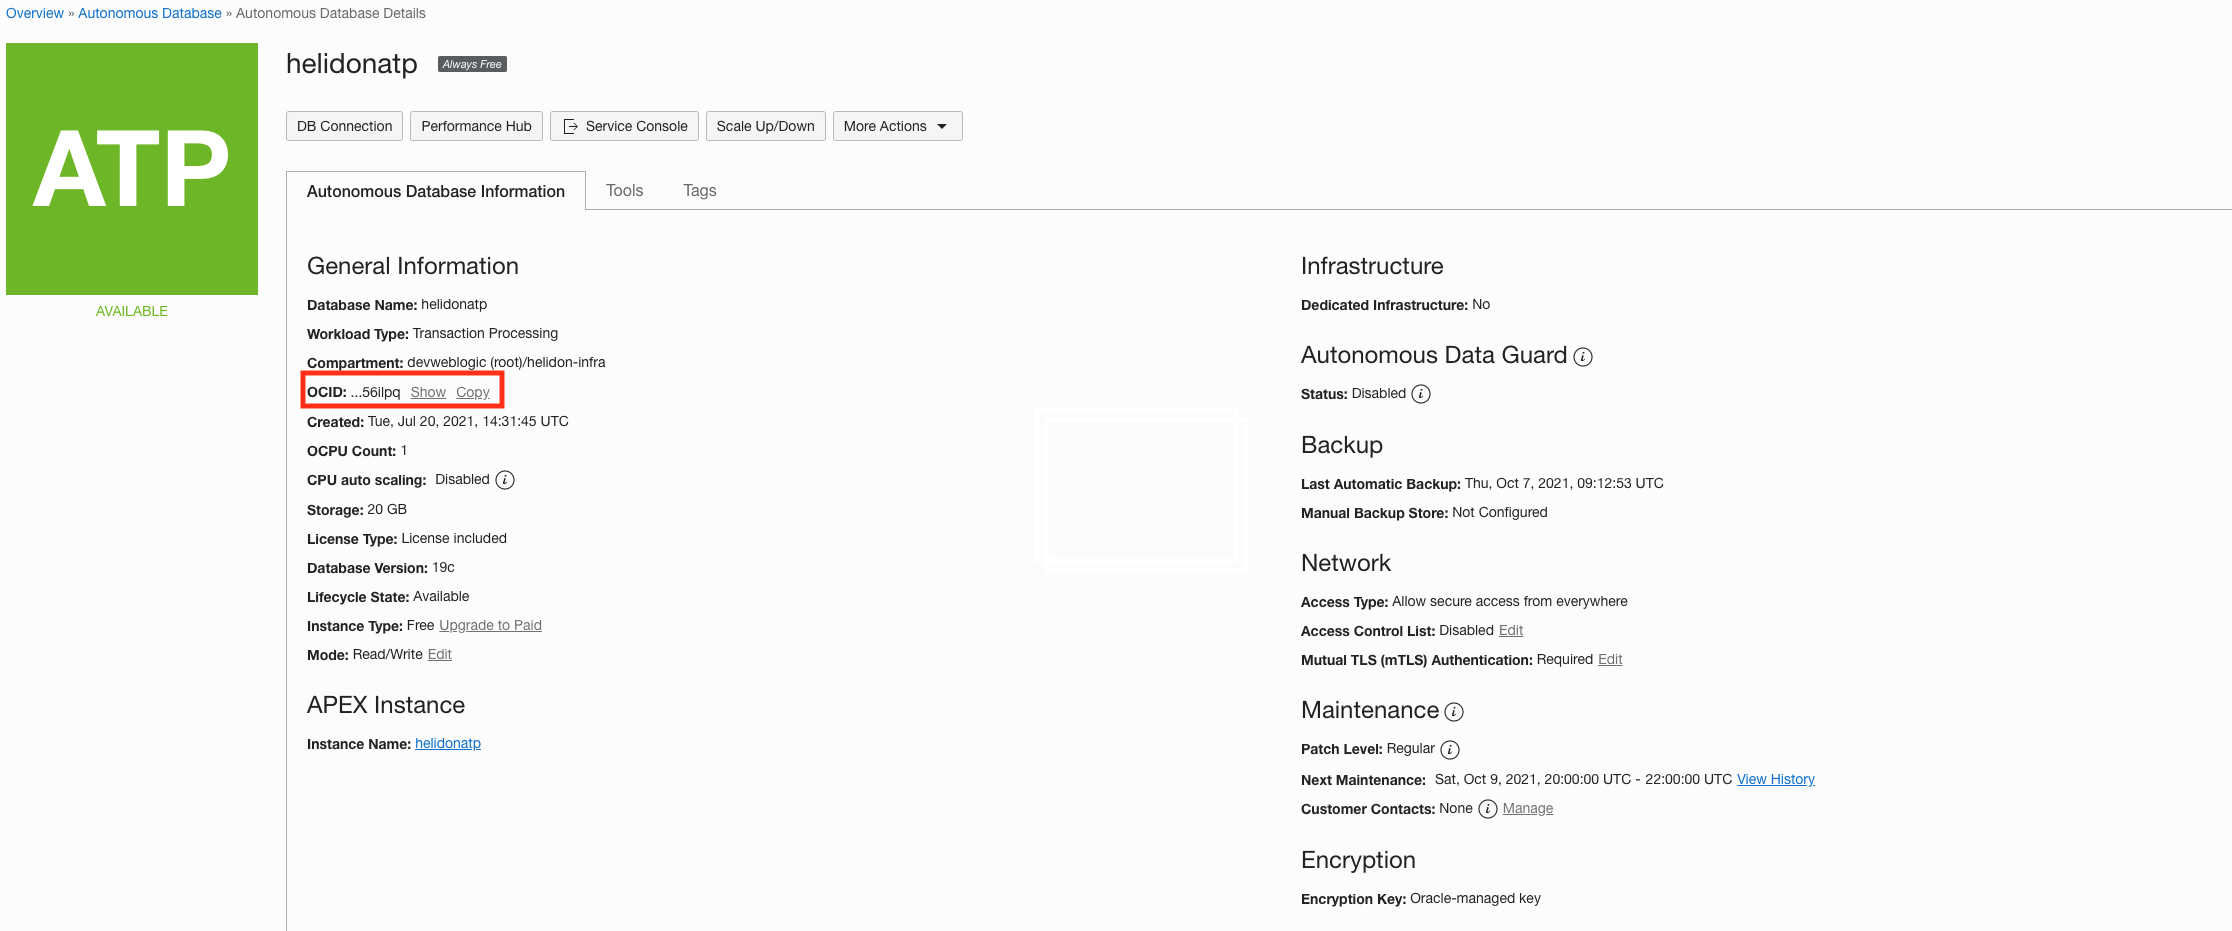 Overview » Autonomous Database » Autonomous Database Details
ATP
AVAILABLE
helidonatp Always Free
DB Connection Performance Hub Service Console Scale Up/Down More Actions
Autonomous Database Information Tools Tags
General Information
Database Name: helidonatp
Workload Type: Transaction Processing
Compartment: devweblogic (root)/helidon-infra
OCID: ...56ilpq Show Copy
Created: Tue, Jul 20, 2021, 14:31:45 UTC
OCPU Count: 1
CPU auto scaling: Disabled i
Storage: 20 GB
License Type: License included
Database Version: 19c
Lifecycle State: Available
Instance Type: Free Upgrade to Paid
Mode: Read/Write Edit
APEX Instance
Instance Name: helidonatp
Infrastructure
Dedicated Infrastructure: No
Autonomous Data Guard i
Status: Disabled i
Backup
Last Automatic Backup: Thu, Oct 7, 2021, 09:12:53 UTC
Manual Backup Store: Not Configured
Network
Access Type: Allow secure access from everywhere
Access Control List: Disabled Edit
Mutual TLS (mTLS) Authentication: Required Edit
Maintenance i
Patch Level: Regular i
Next Maintenance: Sat, Oct 9, 2021, 20:00:00 UTC - 22:00:00 UTC View History
Customer Contacts: None i Manage
Encryption
Encryption Key: Oracle-managed key